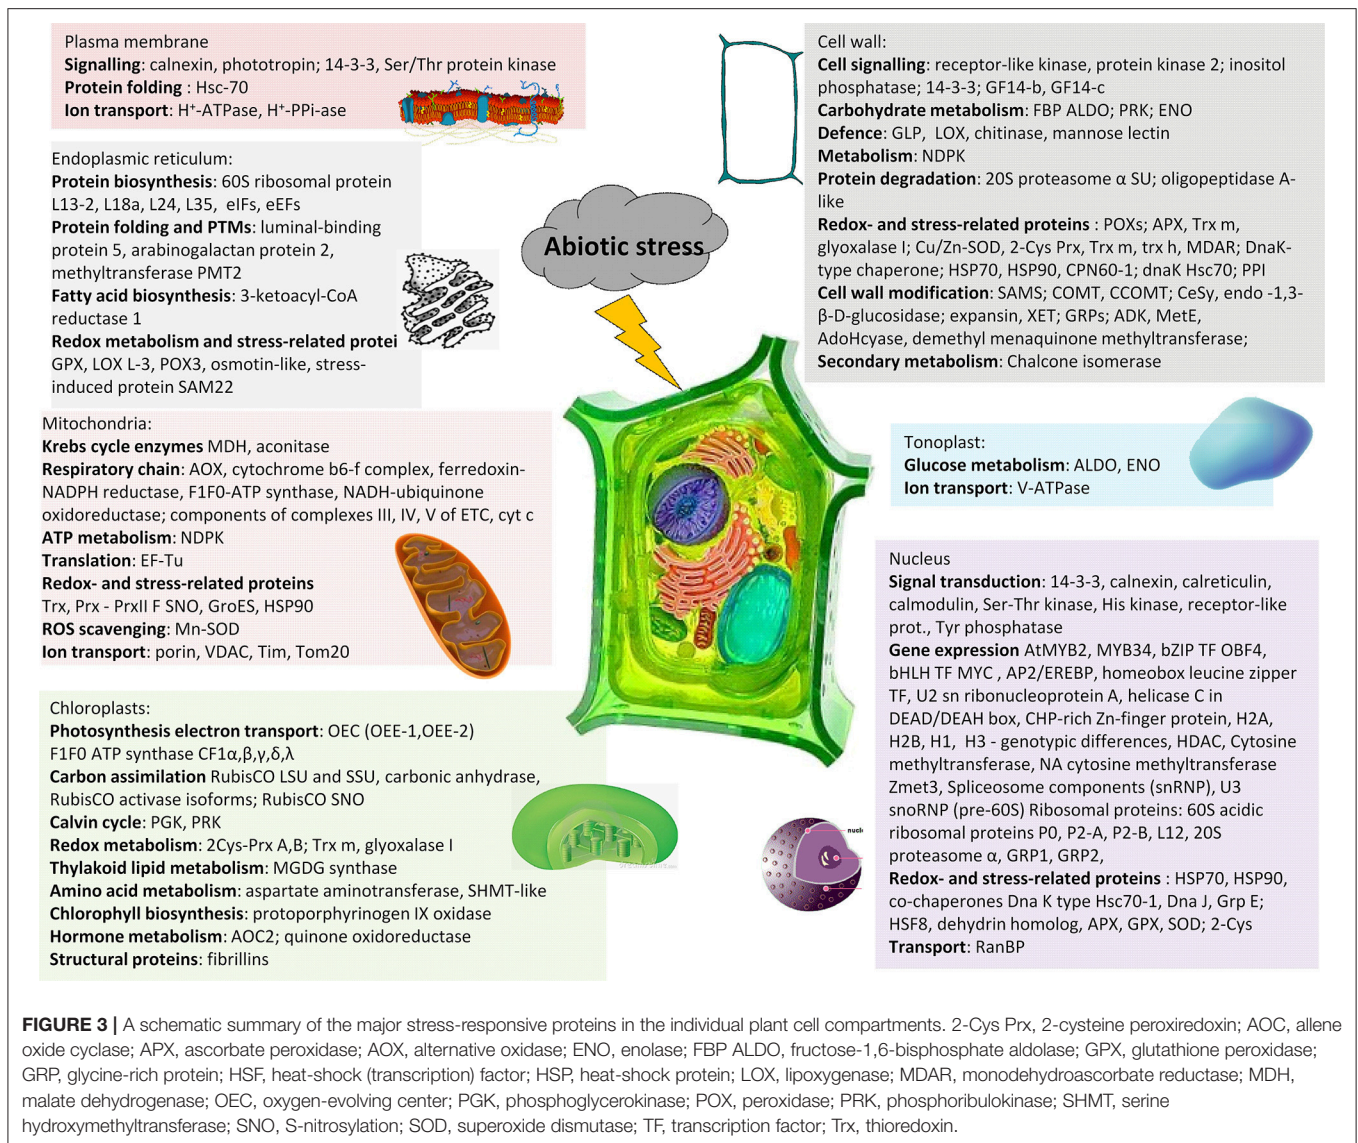 Plasma membrane
Signalling: calnexin, phototropin; 14-3-3, Ser/Thr protein kinase
Protein folding : Hsc-70
Ion transport: H⁺-ATPase, H⁺-PPi-ase
Endoplasmic reticulum:
Protein biosynthesis: 60S ribosomal protein
L13-2, L18a, L24, L35, eIFs, eEFs
Protein folding and PTMs: luminal-binding
protein 5, arabinogalactan protein 2,
methyltransferase PMT2
Fatty acid biosynthesis: 3-ketoacyl-CoA
reductase 1
Redox metabolism and stress-related protei
GPX, LOX L-3, POX3, osmotin-like, stress-
induced protein SAM22
Mitochondria:
Krebs cycle enzymes MDH, aconitase
Respiratory chain: AOX, cytochrome b6-f complex, ferredoxin-
NADPH reductase, F1F0-ATP synthase, NADH-ubiquinone
oxidoreductase; components of complexes III, IV, V of ETC, cyt c
ATP metabolism: NDPK
Translation: EF-Tu
Redox- and stress-related proteins
Trx, Prx - PrxII F SNO, GroES, HSP90
ROS scavenging: Mn-SOD
Ion transport: porin, VDAC, Tim, Tom20
Chloroplasts:
Photosynthesis electron transport: OEC (OEE-1,OEE-2)
F1F0 ATP synthase CF1α,β,γ,δ,λ
Carbon assimilation RubisCO LSU and SSU, carbonic anhydrase,
RubisCO activase isoforms; RubisCO SNO
Calvin cycle: PGK, PRK
Redox metabolism: 2Cys-Prx A,B; Trx m, glyoxalase I
Thylakoid lipid metabolism: MGDG synthase
Amino acid metabolism: aspartate aminotransferase, SHMT-like
Chlorophyll biosynthesis: protoporphyrinogen IX oxidase
Hormone metabolism: AOC2; quinone oxidoreductase
Structural proteins: fibrillins
Abiotic stress
Cell wall:
Cell signalling: receptor-like kinase, protein kinase 2; inositol
phosphatase; 14-3-3; GF14-b, GF14-c
Carbohydrate metabolism: FBP ALDO; PRK; ENO
Defence: GLP, LOX, chitinase, mannose lectin
Metabolism: NDPK
Protein degradation: 20S proteasome α SU; oligopeptidase A-
like
Redox- and stress-related proteins : POXs; APX, Trx m,
glyoxalase I; Cu/Zn-SOD, 2-Cys Prx, Trx m, trx h, MDAR; DnaK-
type chaperone; HSP70, HSP90, CPN60-1; dnaK Hsc70; PPI
Cell wall modification: SAMS; COMT, CCOMT; CeSy, endo -1,3-
β-D-glucosidase; expansin, XET; GRPs; ADK, MetE,
AdoHcyase, demethyl menaquinone methyltransferase;
Secondary metabolism: Chalcone isomerase
Tonoplast:
Glucose metabolism: ALDO, ENO
Ion transport: V-ATPase
Nucleus
Signal transduction: 14-3-3, calnexin, calreticulin,
calmodulin, Ser-Thr kinase, His kinase, receptor-like
prot., Tyr phosphatase
Gene expression AtMYB2, MYB34, bZIP TF OBF4,
bHLH TF MYC , AP2/EREBP, homeobox leucine zipper
TF, U2 sn ribonucleoprotein A, helicase C in
DEAD/DEAH box, CHP-rich Zn-finger protein, H2A,
H2B, H1, H3 - genotypic differences, HDAC, Cytosine
methyltransferase, NA cytosine methyltransferase
Zmet3, Spliceosome components (snRNP), U3
snoRNP (pre-60S) Ribosomal proteins: 60S acidic
ribosomal proteins P0, P2-A, P2-B, L12, 20S
proteasome α, GRP1, GRP2,
Redox- and stress-related proteins : HSP70, HSP90,
co-chaperones Dna K type Hsc70-1, Dna J, Grp E;
HSF8, dehydrin homolog, APX, GPX, SOD; 2-Cys
Transport: RanBP
nucle
FIGURE 3 | A schematic summary of the major stress-responsive proteins in the individual plant cell compartments. 2-Cys Prx, 2-cysteine peroxiredoxin; AOC, allene
oxide cyclase; APX, ascorbate peroxidase; AOX, alternative oxidase; ENO, enolase; FBP ALDO, fructose-1,6-bisphosphate aldolase; GPX, glutathione peroxidase;
GRP, glycine-rich protein; HSF, heat-shock (transcription) factor; HSP, heat-shock protein; LOX, lipoxygenase; MDAR, monodehydroascorbate reductase; MDH,
malate dehydrogenase; OEC, oxygen-evolving center; PGK, phosphoglycerokinase; POX, peroxidase; PRK, phosphoribulokinase; SHMT, serine
hydroxymethyltransferase; SNO, S-nitrosylation; SOD, superoxide dismutase; TF, transcription factor; Trx, thioredoxin.